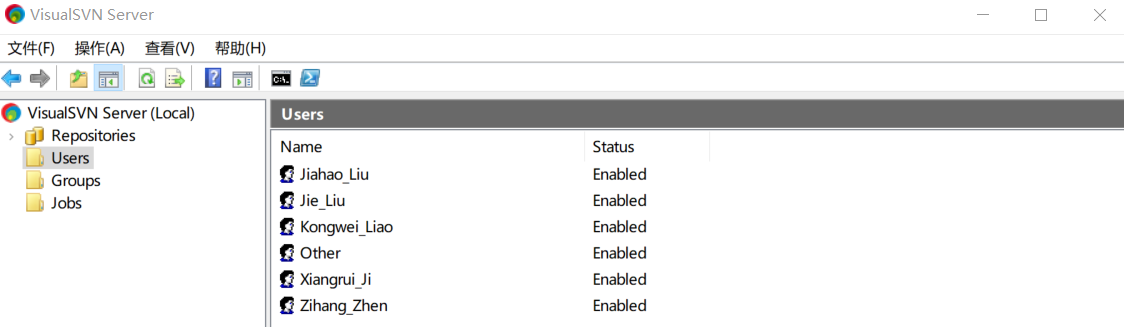 VisualSVN Server
文件(F) 操作(A) 查看(V) 帮助(H)
C:\.
VisualSVN Server (Local)
Repositories
Users
Groups
Jobs
Users
Name Status
Jiahao_Liu Enabled
Jie_Liu Enabled
Kongwei_Liao Enabled
Other Enabled
Xiangrui_Ji Enabled
Zihang_Zhen Enabled